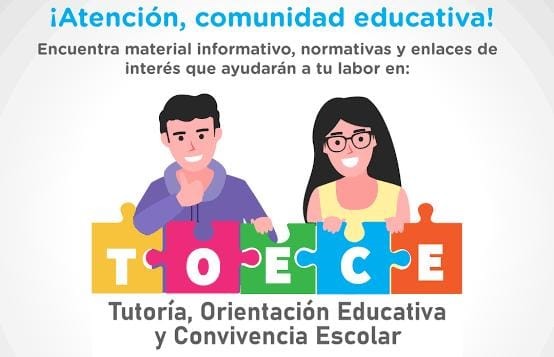 ¡Atención, comunidad educativa!
Encuentra material informativo, normativas y enlaces de
interés que ayudarán a tu labor en:
TOECE
Tutoría, Orientación Educativa
y Convivencia Escolar